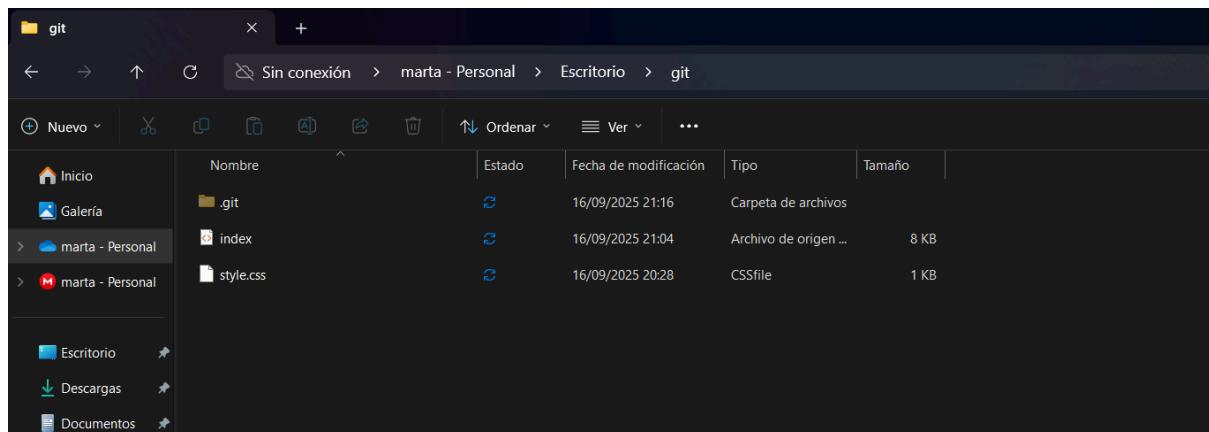 git
Sin conexión > marta - Personal > Escritorio > git
Nuevo Ordenar Ver
Nombre Estado Fecha de modificación Tipo Tamaño
Inicio
Galería
marta - Personal
marta - Personal
Escritorio
Descargas
Documentos
.git 16/09/2025 21:16 Carpeta de archivos
index 16/09/2025 21:04 Archivo de origen ... 8 KB
style.css 16/09/2025 20:28 CSSfile 1 KB